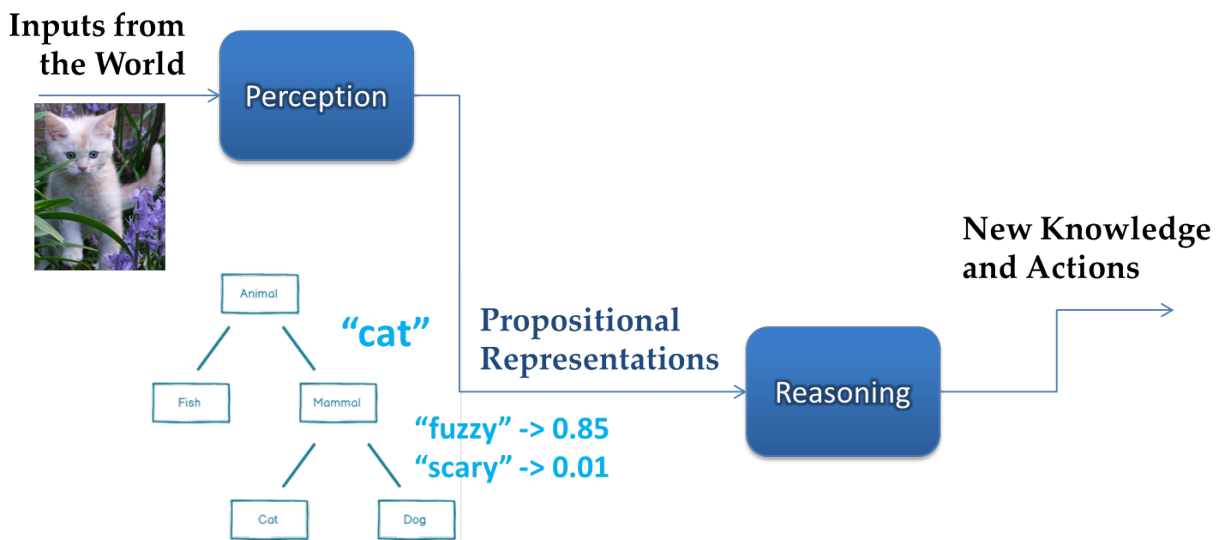 Inputs from
the World
Perception
Animal
"cat"
Propositional
Representations
Fish
Mammal
"fuzzy" -> 0.85
"scary" -> 0.01
Cat
Dog
Reasoning
New Knowledge
and Actions